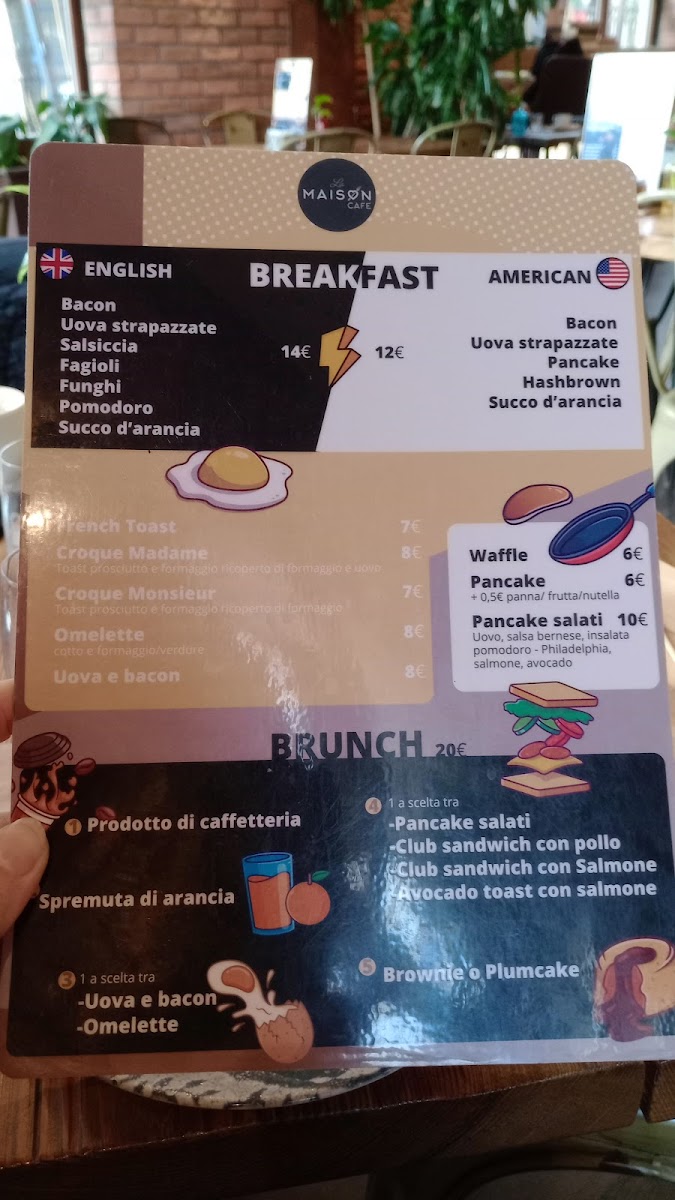 La
MAISON
CAFE
ENGLISH
BREAKFAST
AMERICAN
Bacon
Uova strapazzate
Salsiccia
Fagioli
Funghi
Pomodoro
Succo d'arancia
14€
12€
Bacon
Uova strapazzate
Pancake
Hashbrown
Succo d'arancia
French Toast 7€
Croque Madame 8€
Toast prosciutto e formaggio ricoperto di formaggio e uovo
Croque Monsieur 7€
Toast prosciutto e formaggio ricoperto di formaggio
Omelette 8€
cotto e formaggio/verdure
Uova e bacon 8€
Waffle 6€
Pancake 6€
+ 0,5€ panna/ frutta/nutella
Pancake salati 10€
Uovo, salsa bernese, insalata
pomodoro - Philadelphia,
salmone, avocado
BRUNCH 20€
1 Prodotto di caffetteria
Spremuta di arancia
3 1 a scelta tra
-Uova e bacon
-Omelette
4 1 a scelta tra
-Pancake salati
-Club sandwich con pollo
-Club sandwich con Salmone
-Avocado toast con salmone
5 Brownie o Plumcake